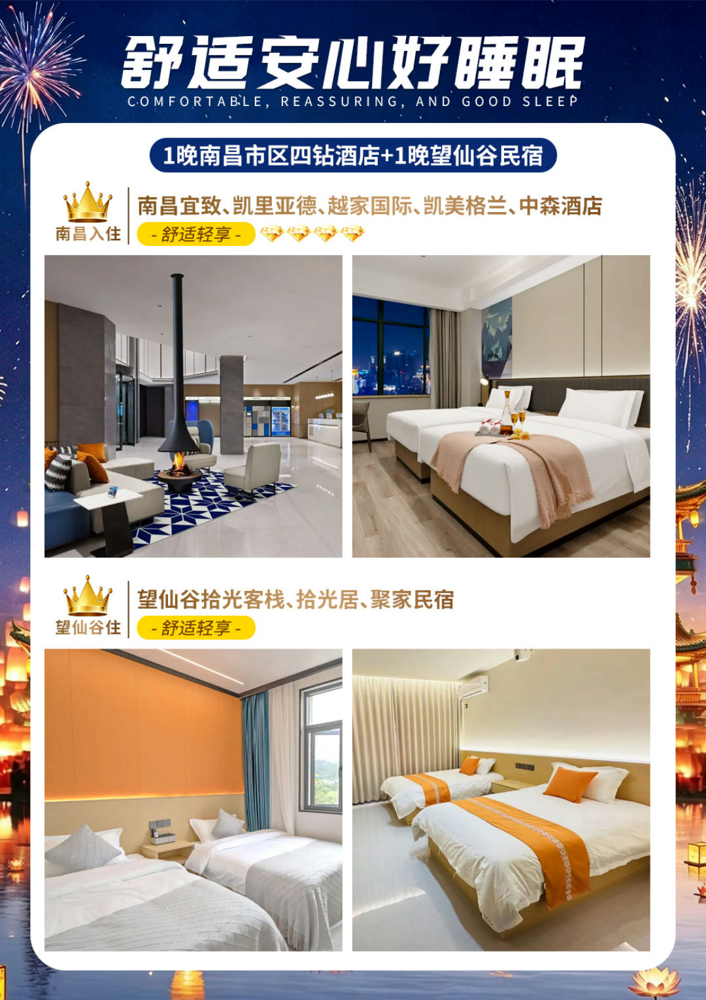 舒适安心好睡眠
COMFORTABLE, REASSURING, AND GOOD SLEEP
1晚南昌市区四钻酒店+1晚望仙谷民宿
南昌入住
南昌宜致、凯里亚德、越家国际、凯美格兰、中森酒店
- 舒适轻享 -
望仙谷住
望仙谷拾光客栈、拾光居、聚家民宿
- 舒适轻享 -